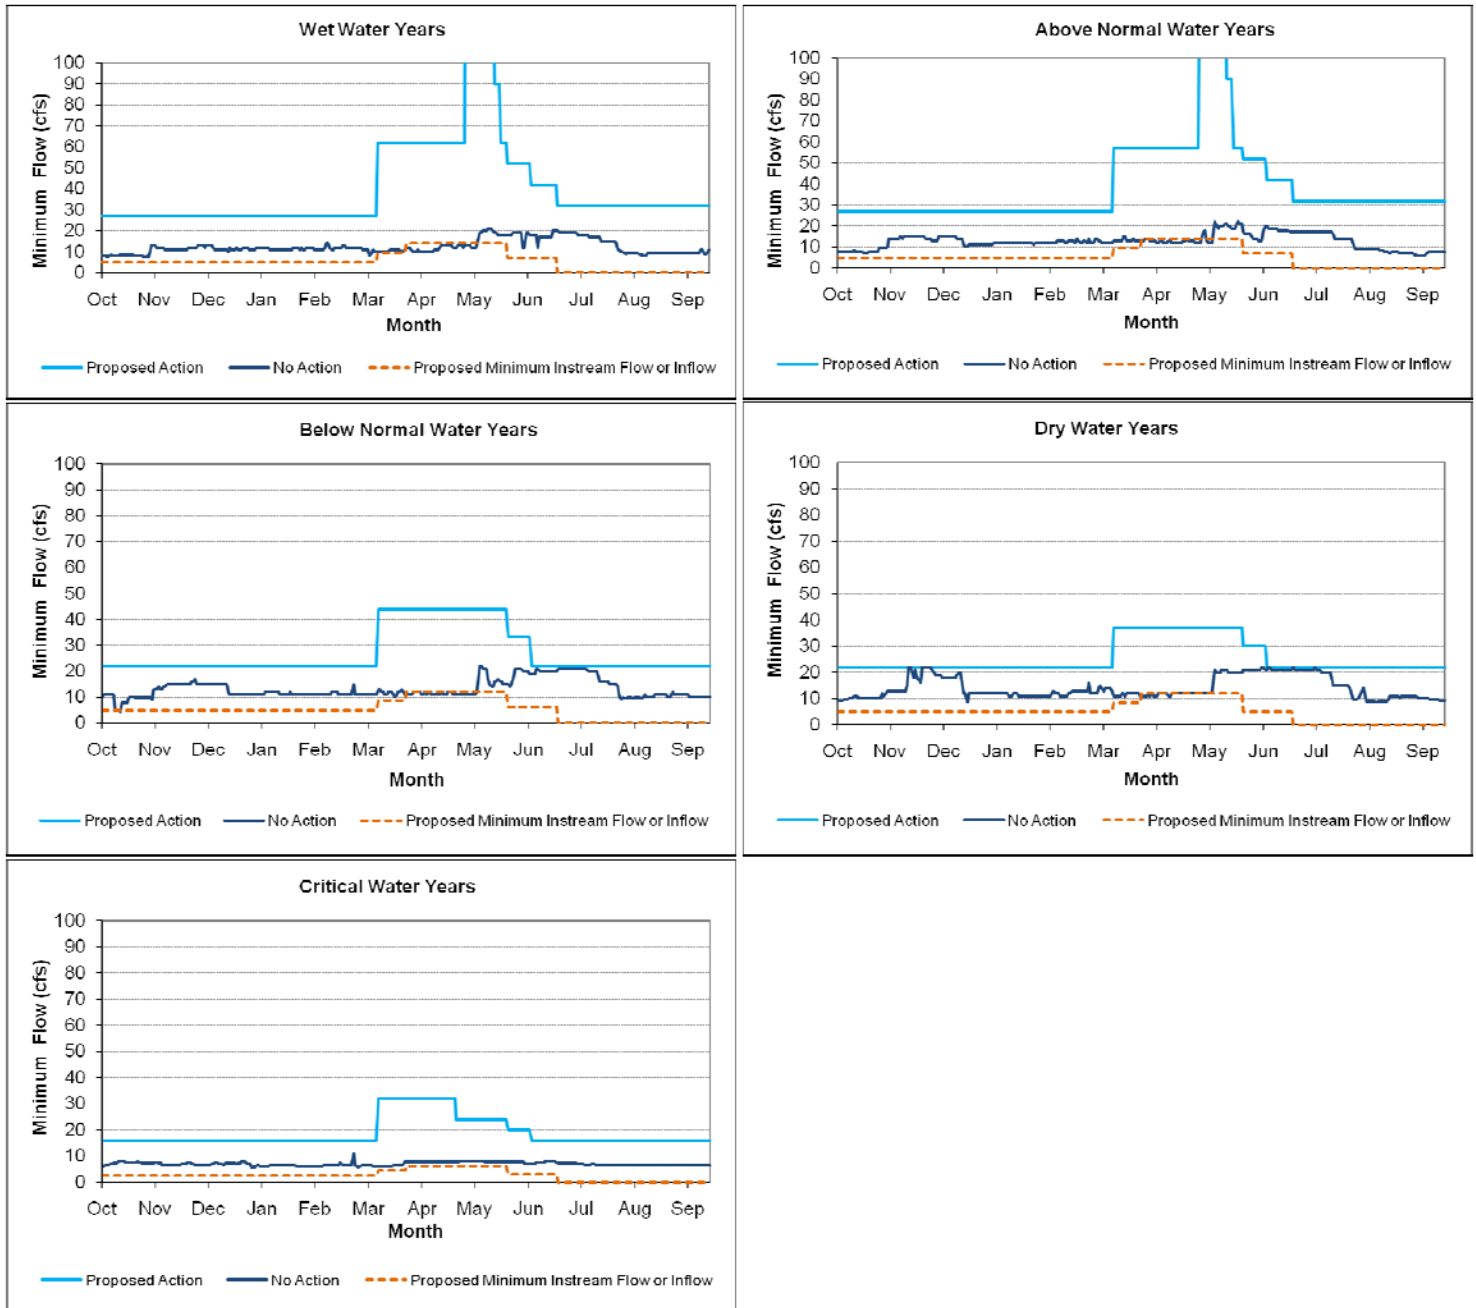 Wet Water Years
Minimum Flow (cfs)
100
90
80
70
60
50
40
30
20
10
0
Oct Nov Dec Jan Feb Mar Apr May Jun Jul Aug Sep
Month
Proposed Action No Action Proposed Minimum Instream Flow or Inflow
Above Normal Water Years
Minimum Flow (cfs)
100
90
80
70
60
50
40
30
20
10
0
Oct Nov Dec Jan Feb Mar Apr May Jun Jul Aug Sep
Month
Proposed Action No Action Proposed Minimum Instream Flow or Inflow
Below Normal Water Years
Minimum Flow (cfs)
100
90
80
70
60
50
40
30
20
10
0
Oct Nov Dec Jan Feb Mar Apr May Jun Jul Aug Sep
Month
Proposed Action No Action Proposed Minimum Instream Flow or Inflow
Dry Water Years
Minimum Flow (cfs)
100
90
80
70
60
50
40
30
20
10
0
Oct Nov Dec Jan Feb Mar Apr May Jun Jul Aug Sep
Month
Proposed Action No Action Proposed Minimum Instream Flow or Inflow
Critical Water Years
Minimum Flow (cfs)
100
90
80
70
60
50
40
30
20
10
0
Oct Nov Dec Jan Feb Mar Apr May Jun Jul Aug Sep
Month
Proposed Action No Action Proposed Minimum Instream Flow or Inflow